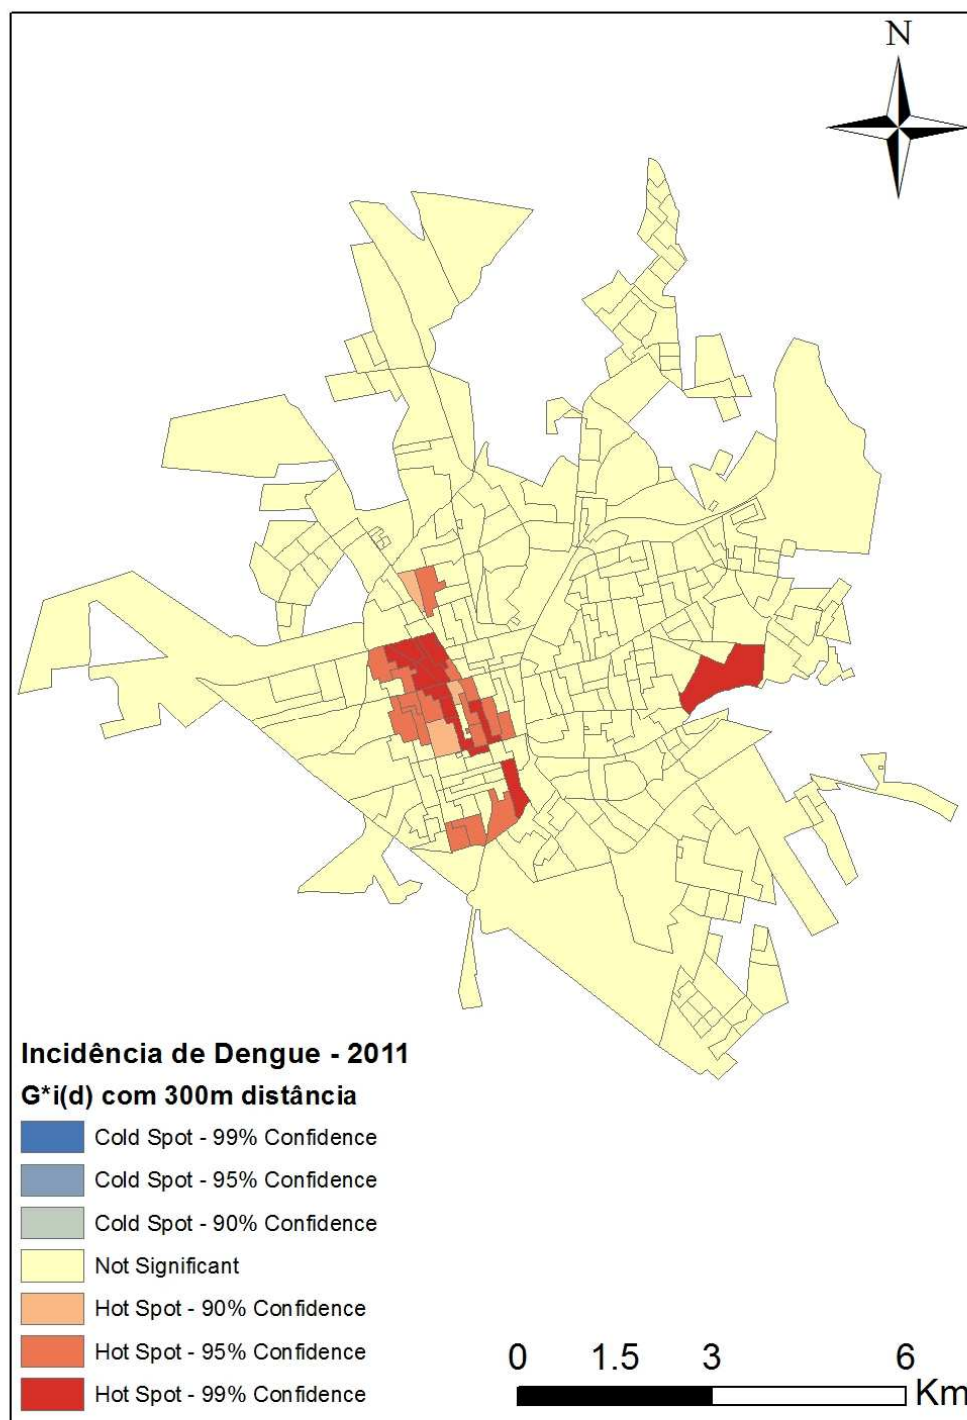 N
Incidência de Dengue - 2011
G*i(d) com 300m distância
Cold Spot - 99% Confidence
Cold Spot - 95% Confidence
Cold Spot - 90% Confidence
Not Significant
Hot Spot - 90% Confidence
Hot Spot - 95% Confidence
Hot Spot - 99% Confidence
0 1.5 3 6
Km